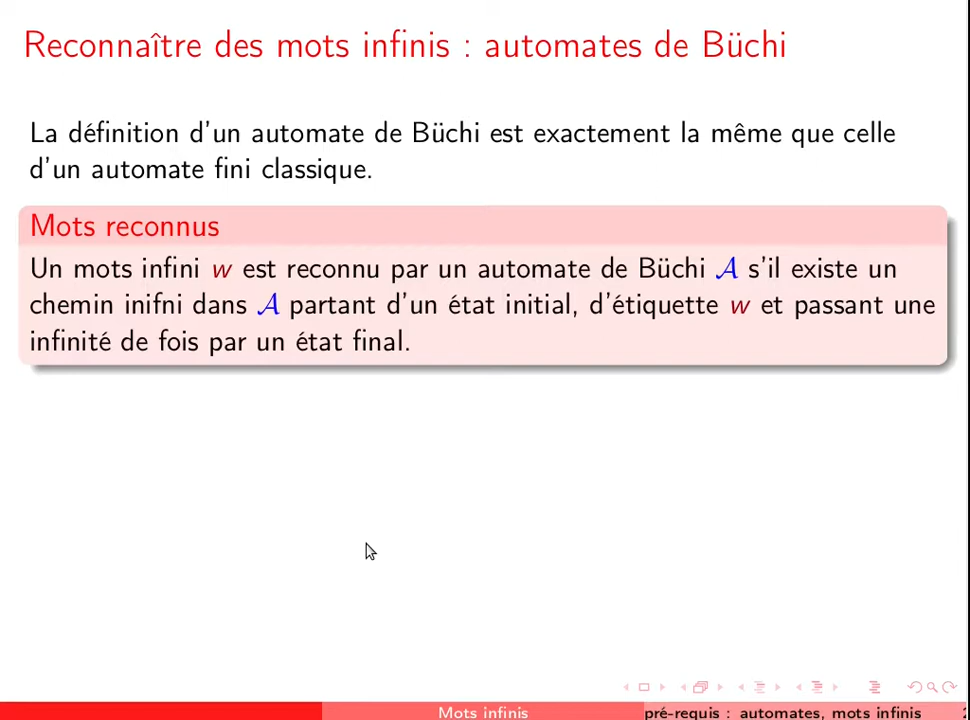 Reconnaître des mots infinis : automates de Büchi
La définition d'un automate de Büchi est exactement la même que celle
d'un automate fini classique.
Mots reconnus
Un mots infini w est reconnu par un automate de Büchi A s'il existe un
chemin inifni dans A partant d'un état initial, d'étiquette w et passant une
infinité de fois par un état final.
Mots infinis
pré-requis : automates, mots infinis